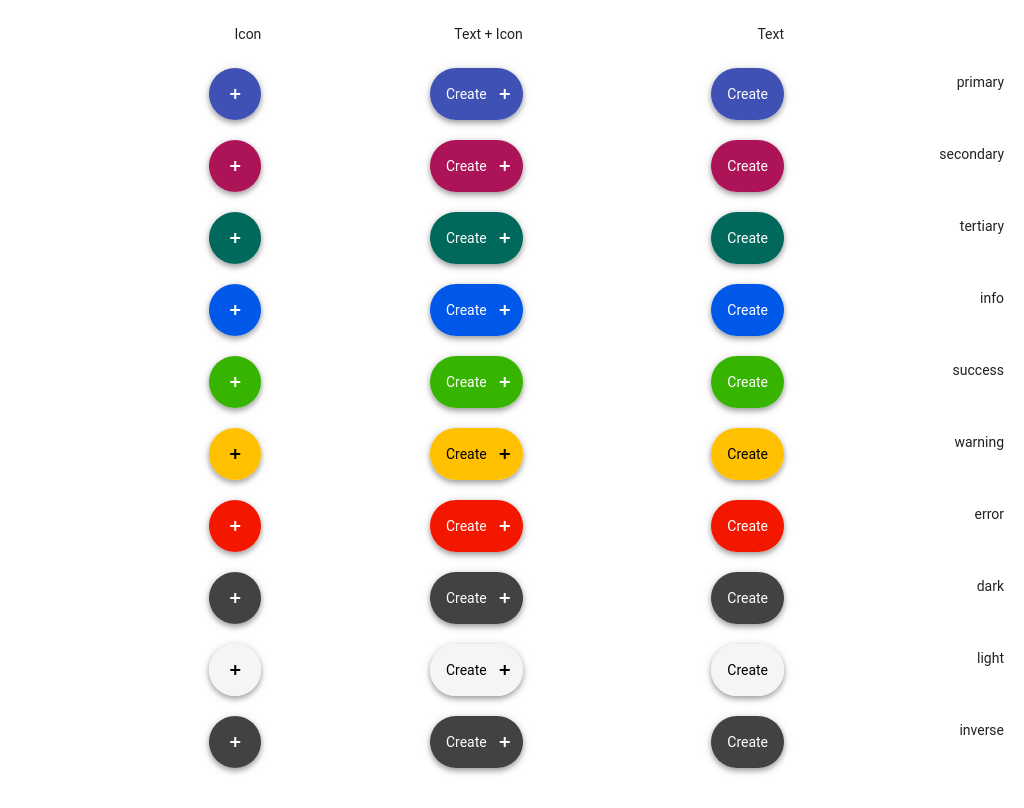 Icon Text + Icon Text
Create Create primary
Create Create secondary
Create Create tertiary
Create Create info
Create Create success
Create Create warning
Create Create error
Create Create dark
Create Create light
Create Create inverse